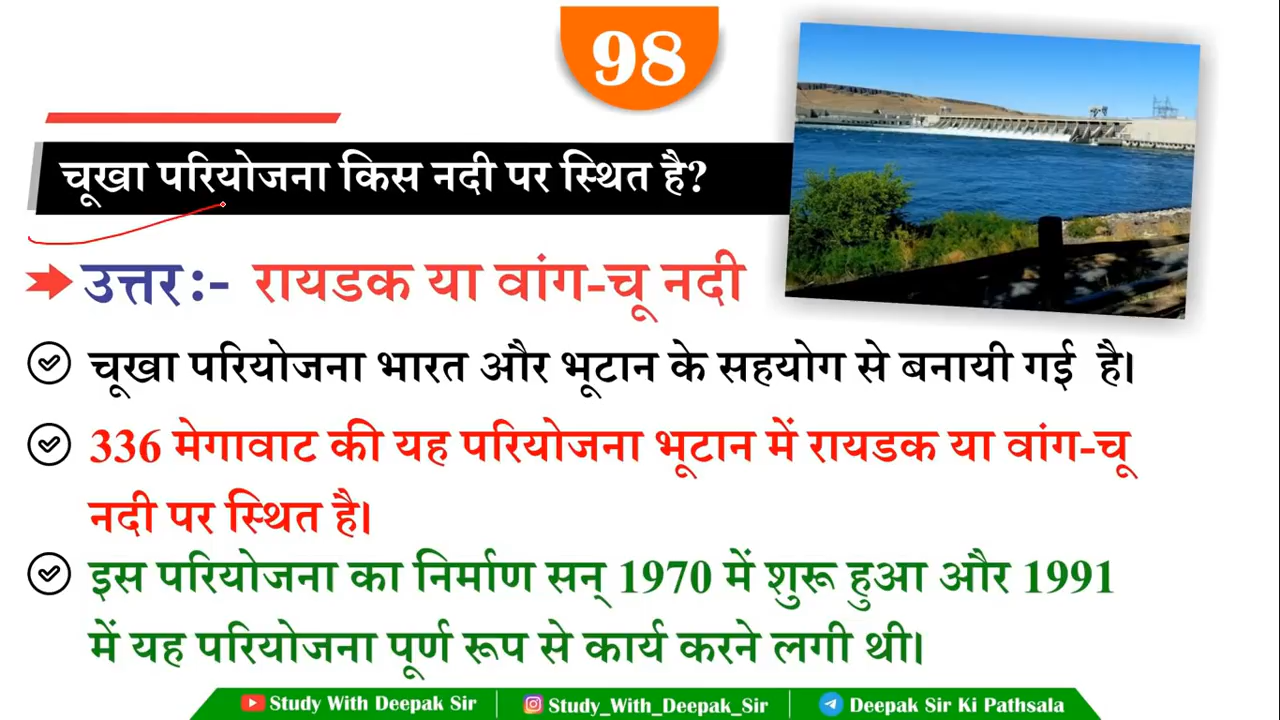 98
चूखा परियोजना किस नदी पर स्थित है?
उत्तर:- रायडक या वांग-चू नदी
चूखा परियोजना भारत और भूटान के सहयोग से बनायी गई है।
336 मेगावाट की यह परियोजना भूटान में रायडक या वांग-चू
नदी पर स्थित है।
इस परियोजना का निर्माण सन् 1970 में शुरू हुआ और 1991
में यह परियोजना पूर्ण रूप से कार्य करने लगी थी।
Study With Deepak Sir Study_With_Deepak_Sir Deepak Sir Ki Pathsala